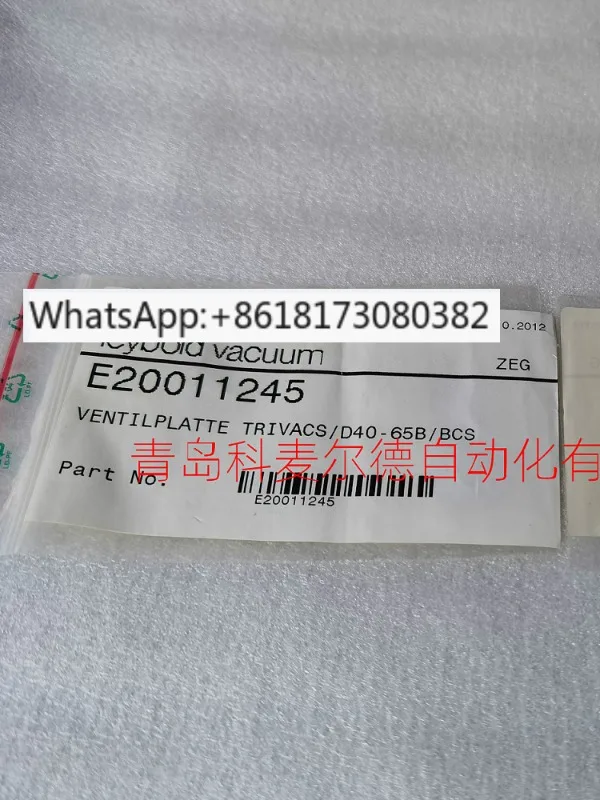 WhatsApp:+8618173080382
0.2012
leybold vacuum
ZEG
E20011245
VENTILPLATTE TRIVACS/D40-65B/BCS
青岛科麦尔德自动化有
Part No.
E20011245